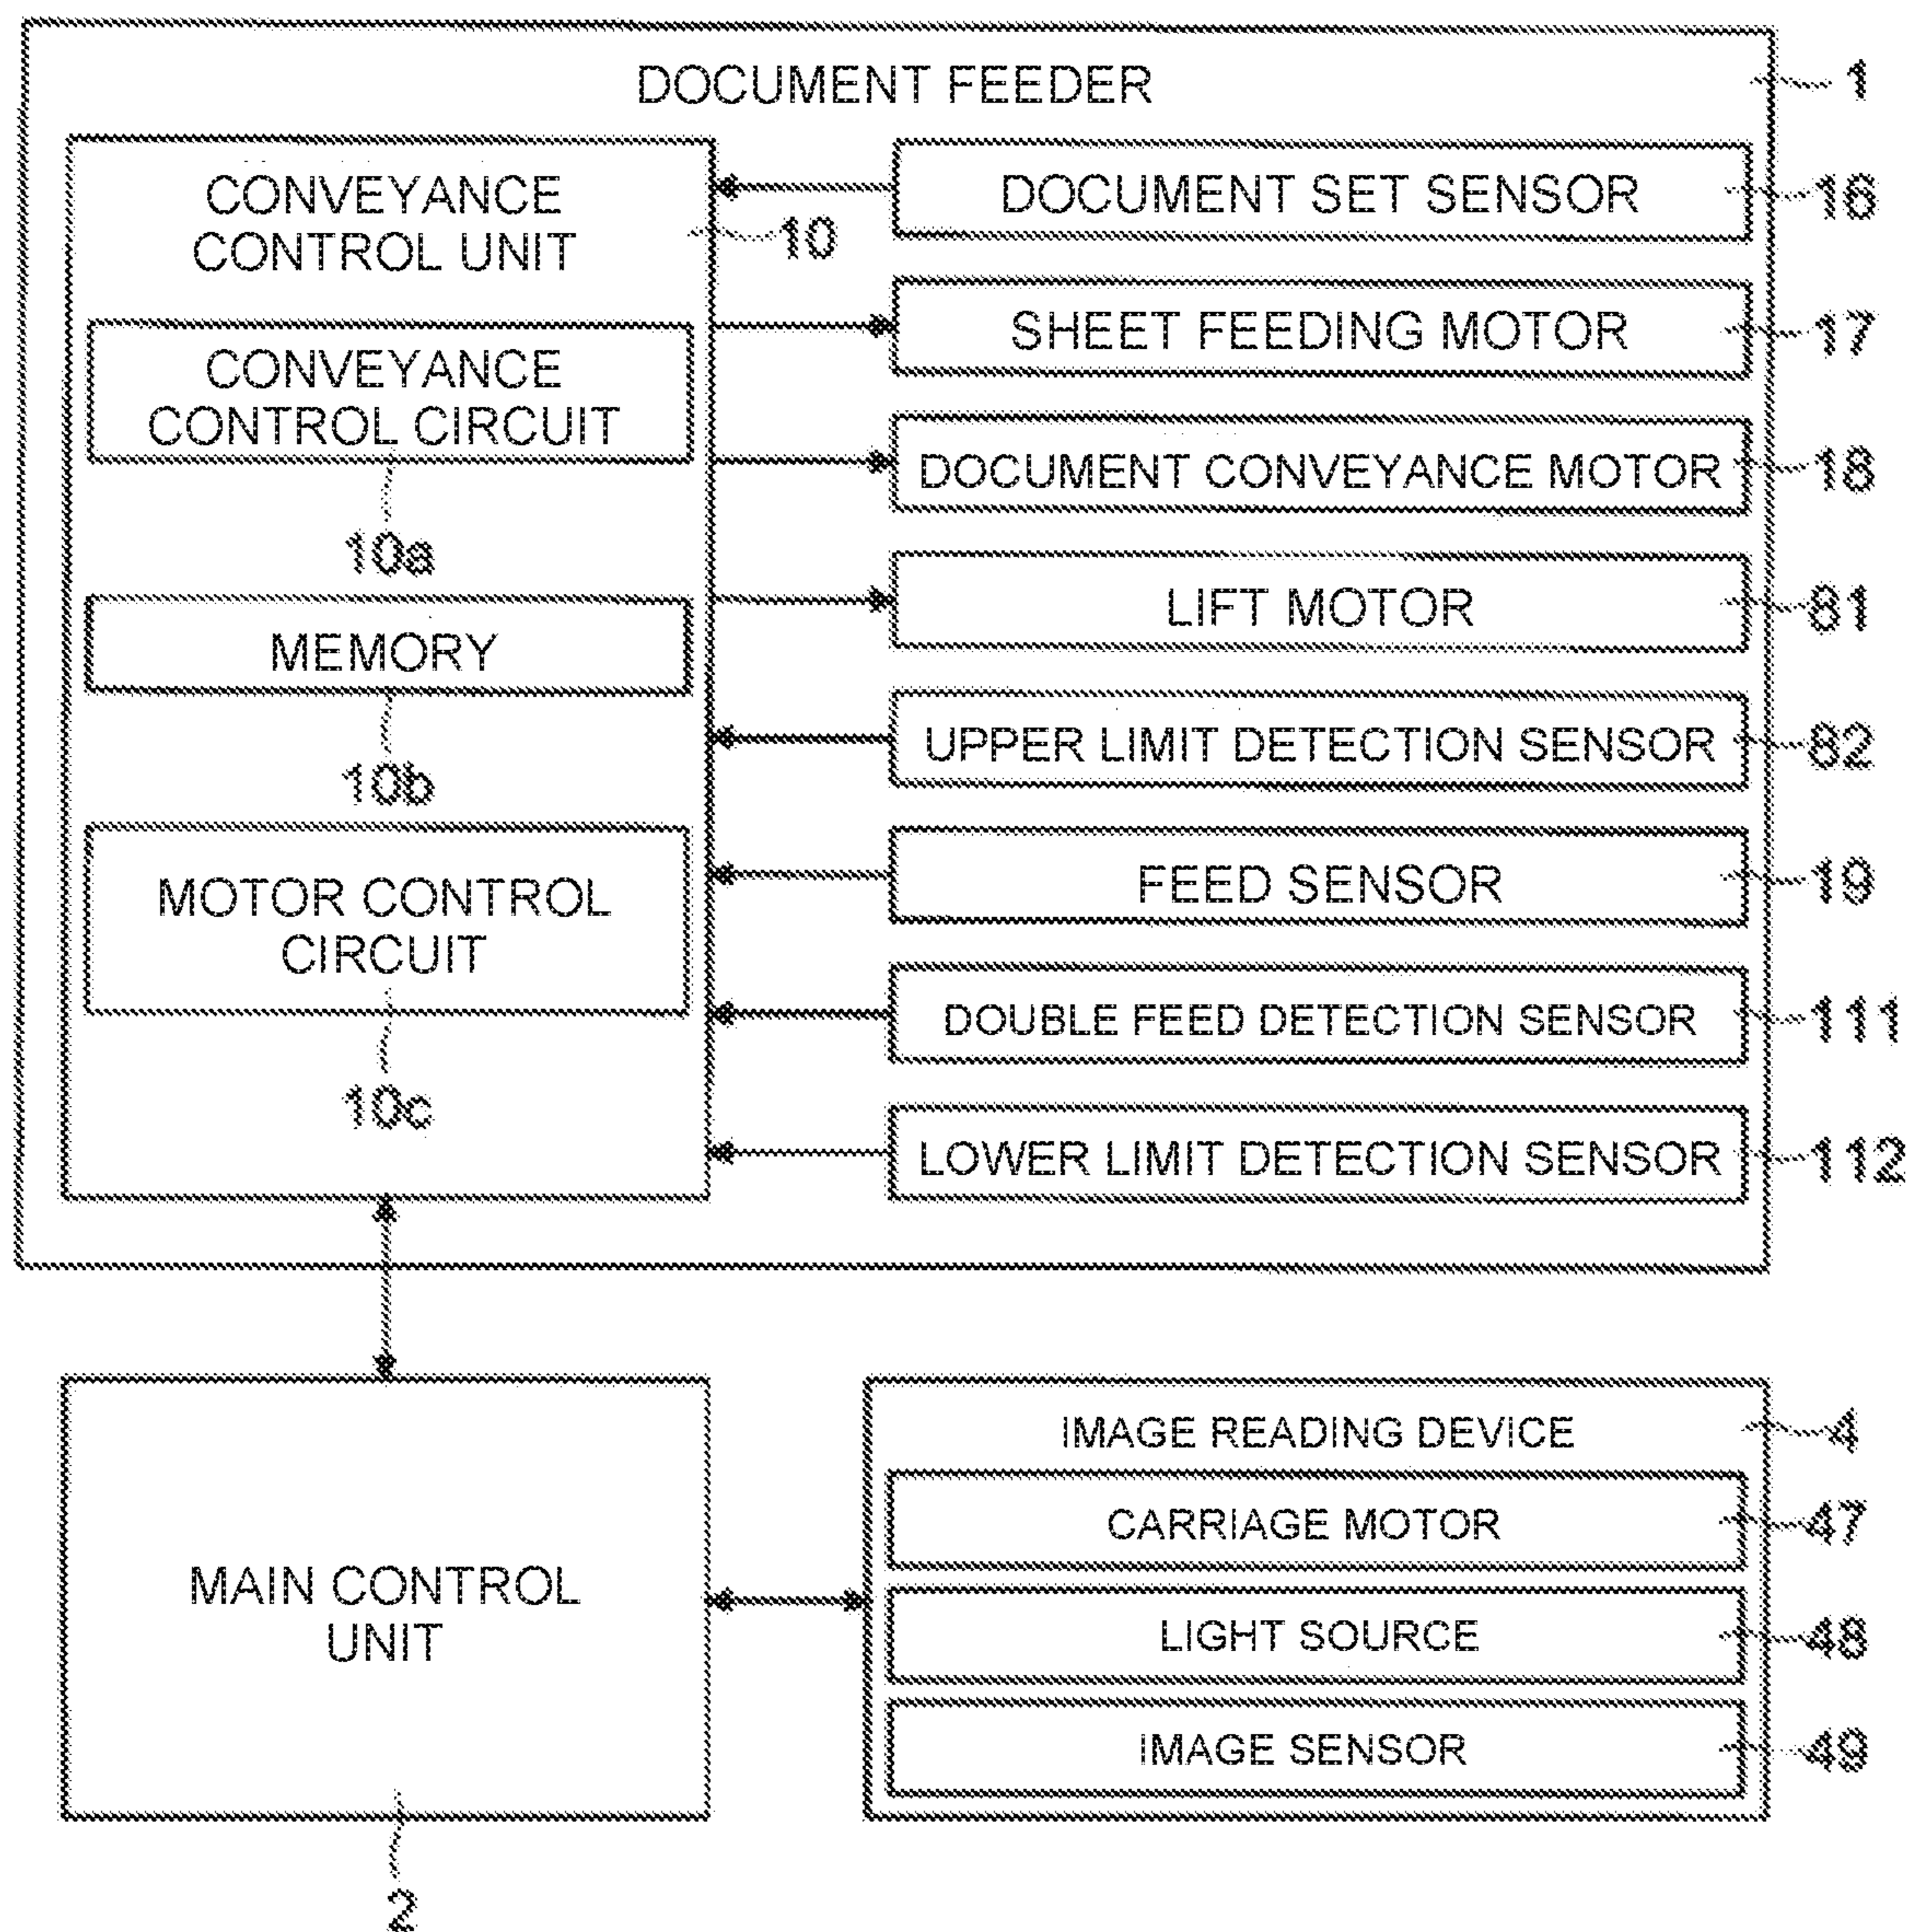 DOCUMENT FEEDER
1
CONVEYANCE
CONTROL UNIT
10
CONVEYANCE
CONTROL CIRCUIT
10a
MEMORY
10b
MOTOR CONTROL
CIRCUIT
10c
DOCUMENT SET SENSOR
16
SHEET FEEDING MOTOR
17
DOCUMENT CONVEYANCE MOTOR
18
LIFT MOTOR
81
UPPER LIMIT DETECTION SENSOR
82
FEED SENSOR
19
DOUBLE FEED DETECTION SENSOR
111
LOWER LIMIT DETECTION SENSOR
112
MAIN CONTROL
UNIT
2
IMAGE READING DEVICE
4
CARRIAGE MOTOR
47
LIGHT SOURCE
48
IMAGE SENSOR
49